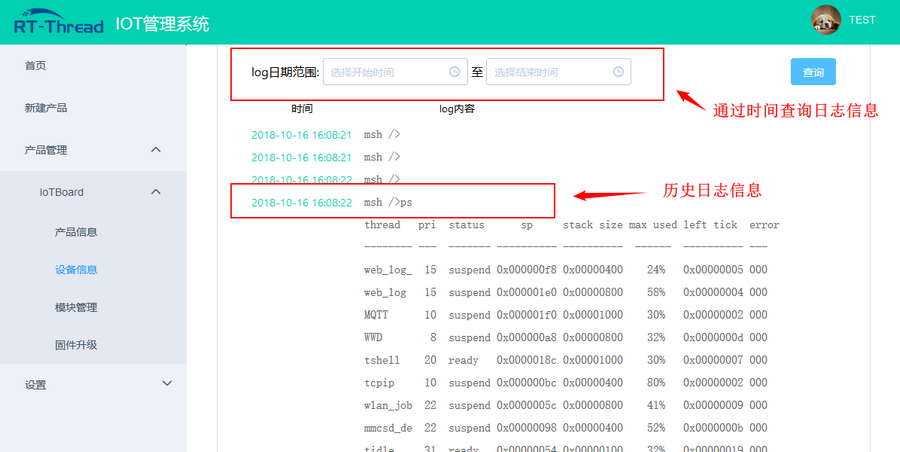 RT-Thread IOT管理系统 TEST
首页
新建产品
产品管理
IoTBoard
产品信息
设备信息
模块管理
固件升级
设置
log日期范围: 选择开始时间 至 选择结束时间 查询
通过时间查询日志信息
时间 log内容
2018-10-16 16:08:21 msh />
2018-10-16 16:08:21 msh />
2018-10-16 16:08:22 msh />
2018-10-16 16:08:22 msh />ps
历史日志信息
thread pri status sp stack size max used left tick error
-------- --- ------- ---------- ---------- ------ ---------- ---
web_log_ 15 suspend 0x000000f8 0x00000400 24% 0x00000005 000
web_log 15 suspend 0x000001e0 0x00000800 58% 0x00000004 000
MQTT 10 suspend 0x000001f0 0x00001000 30% 0x00000002 000
WWD 8 suspend 0x000000a8 0x00000800 32% 0x0000000d 000
tshell 20 ready 0x0000018c 0x00001000 30% 0x00000007 000
tcpip 10 suspend 0x000000bc 0x00000400 80% 0x00000002 000
wlan_job 22 suspend 0x0000005c 0x00000800 41% 0x00000009 000
mmcsd_de 22 suspend 0x00000098 0x00000400 52% 0x0000000b 000
tidle 31 ready 0x00000054 0x00000100 32% 0x00000019 000